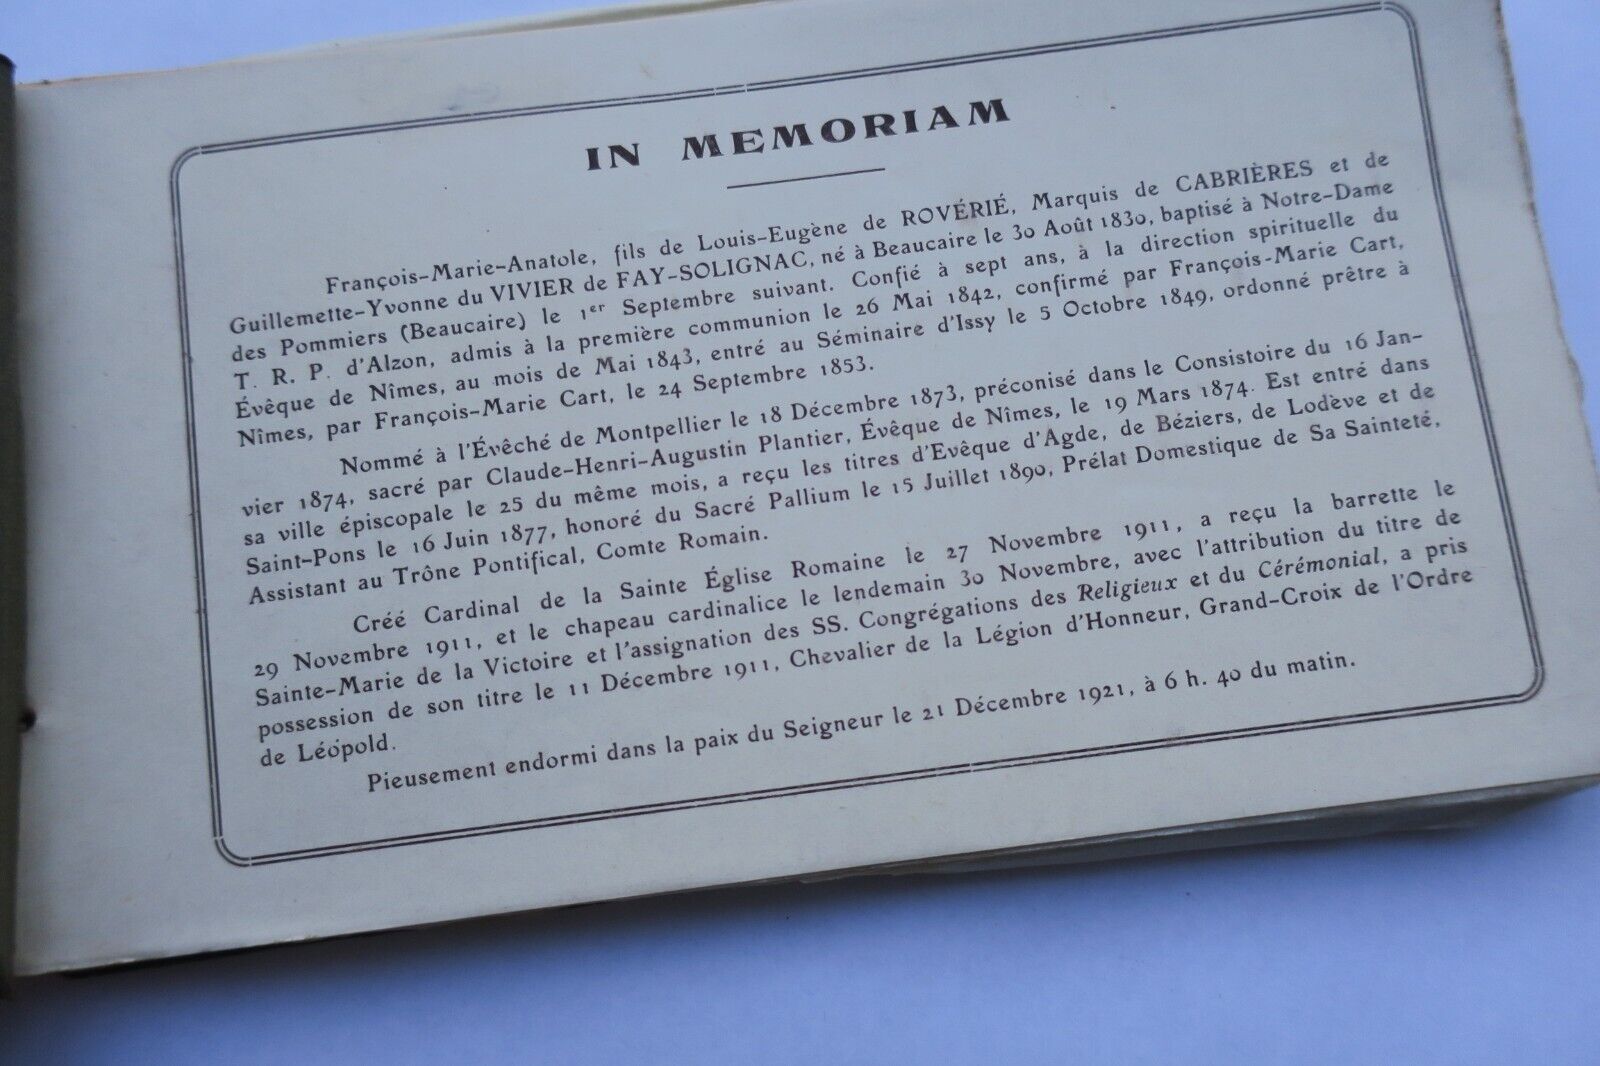 IN MEMORIAM
François-Marie-Anatole, fils de Louis-Eugène de ROVÉRIÉ, Marquis de CABRIÈRES et de
Guillemette-Yvonne du VIVIER de FAY-SOLIGNAC, né à Beaucaire le 30 Août 1830, baptisé à Notre-Dame
des Pommiers (Beaucaire) le 1er Septembre suivant. Confié à sept ans, à la direction spirituelle du
T. R. P. d'Alzon, admis à la première communion le 26 Mai 1842, confirmé par François-Marie Cart,
Évêque de Nîmes, au mois de Mai 1843, entré au Séminaire d'Issy le 5 Octobre 1849, ordonné prêtre à
Nîmes, par François-Marie Cart, le 24 Septembre 1853.
Nommé à l'Évêché de Montpellier le 18 Décembre 1873, préconisé dans le Consistoire du 16 Jan-
vier 1874, sacré par Claude-Henri-Augustin Plantier, Évêque de Nîmes, le 19 Mars 1874. Est entré dans
sa ville épiscopale le 25 du même mois, a reçu les titres d'Evêque d'Agde, de Béziers, de Lodève et de
Saint-Pons le 16 Juin 1877, honoré du Sacré Pallium le 15 Juillet 1890, Prélat Domestique de Sa Sainteté,
Assistant au Trône Pontifical, Comte Romain.
Créé Cardinal de la Sainte Église Romaine le 27 Novembre 1911, a reçu la barrette le
29 Novembre 1911, et le chapeau cardinalice le lendemain 30 Novembre, avec l'attribution du titre de
Sainte-Marie de la Victoire et l'assignation des SS. Congrégations des Religieux et du Cérémonial, a pris
possession de son titre le 11 Décembre 1911, Chevalier de la Légion d'Honneur, Grand-Croix de l'Ordre
de Léopold.
Pieusement endormi dans la paix du Seigneur le 21 Décembre 1921, à 6 h. 40 du matin.